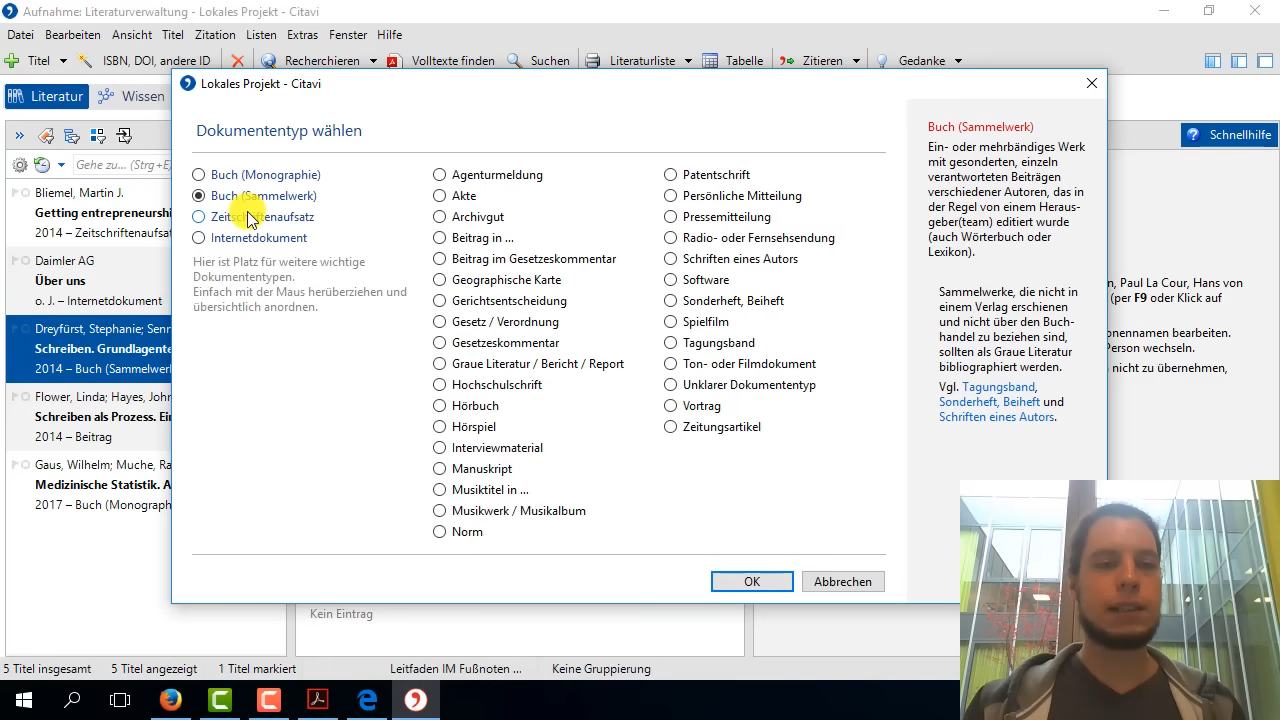 Aufnahme: Literaturverwaltung - Lokales Projekt - Citavi
Datei Bearbeiten Ansicht Titel Zitation Listen Extras Fenster Hilfe
Titel ISBN, DOI, andere ID Recherchieren Volltexte finden Suchen Literaturliste Tabelle Zitieren Gedanke
Literatur Wissen
Schnellhilfe
Gehe zu... (Strg+E)
Bliemel, Martin J.
Getting entrepreneurshi
2014 – Zeitschriftenaufsat
Daimler AG
Über uns
o. J. – Internetdokument
Dreyfürst, Stephanie; Senn
Schreiben. Grundlagente
2014 – Buch (Sammelwerk
Flower, Linda; Hayes, John
Schreiben als Prozess. Ein
2014 – Beitrag
Gaus, Wilhelm; Muche, Ra
Medizinische Statistik. A
2017 – Buch (Monograph
Lokales Projekt - Citavi
Dokumententyp wählen
Buch (Monographie)
Buch (Sammelwerk)
Zeitschriftenaufsatz
Internetdokument
Hier ist Platz für weitere wichtige
Dokumententypen.
Einfach mit der Maus herüberziehen und
übersichtlich anordnen.
Agenturmeldung
Akte
Archivgut
Beitrag in ...
Beitrag im Gesetzeskommentar
Geographische Karte
Gerichtsentscheidung
Gesetz / Verordnung
Gesetzeskommentar
Graue Literatur / Bericht / Report
Hochschulschrift
Hörbuch
Hörspiel
Interviewmaterial
Manuskript
Musiktitel in ...
Musikwerk / Musikalbum
Norm
Patentschrift
Persönliche Mitteilung
Pressemitteilung
Radio- oder Fernsehsendung
Schriften eines Autors
Software
Sonderheft, Beiheft
Spielfilm
Tagungsband
Ton- oder Filmdokument
Unklarer Dokumententyp
Vortrag
Zeitungsartikel
OK Abbrechen
Buch (Sammelwerk)
Ein- oder mehrbändiges Werk
mit gesonderten, einzeln
verantworteten Beiträgen
verschiedener Autoren, das in
der Regel von einem Heraus-
geber(team) editiert wurde
(auch Wörterbuch oder
Lexikon).
Sammelwerke, die nicht in
einem Verlag erschienen
und nicht über den Buch-
handel zu beziehen sind,
sollten als Graue Literatur
bibliographiert werden.
Vgl. Tagungsband,
Sonderheft, Beiheft und
Schriften eines Autors.
n, Paul La Cour, Hans von
(per F9 oder Klick auf
onennamen bearbeiten.
Person wechseln.
nicht zu übernehmen,
Kein Eintrag
5 Titel insgesamt 5 Titel angezeigt 1 Titel markiert Leitfaden IM Fußnoten ... Keine Gruppierung